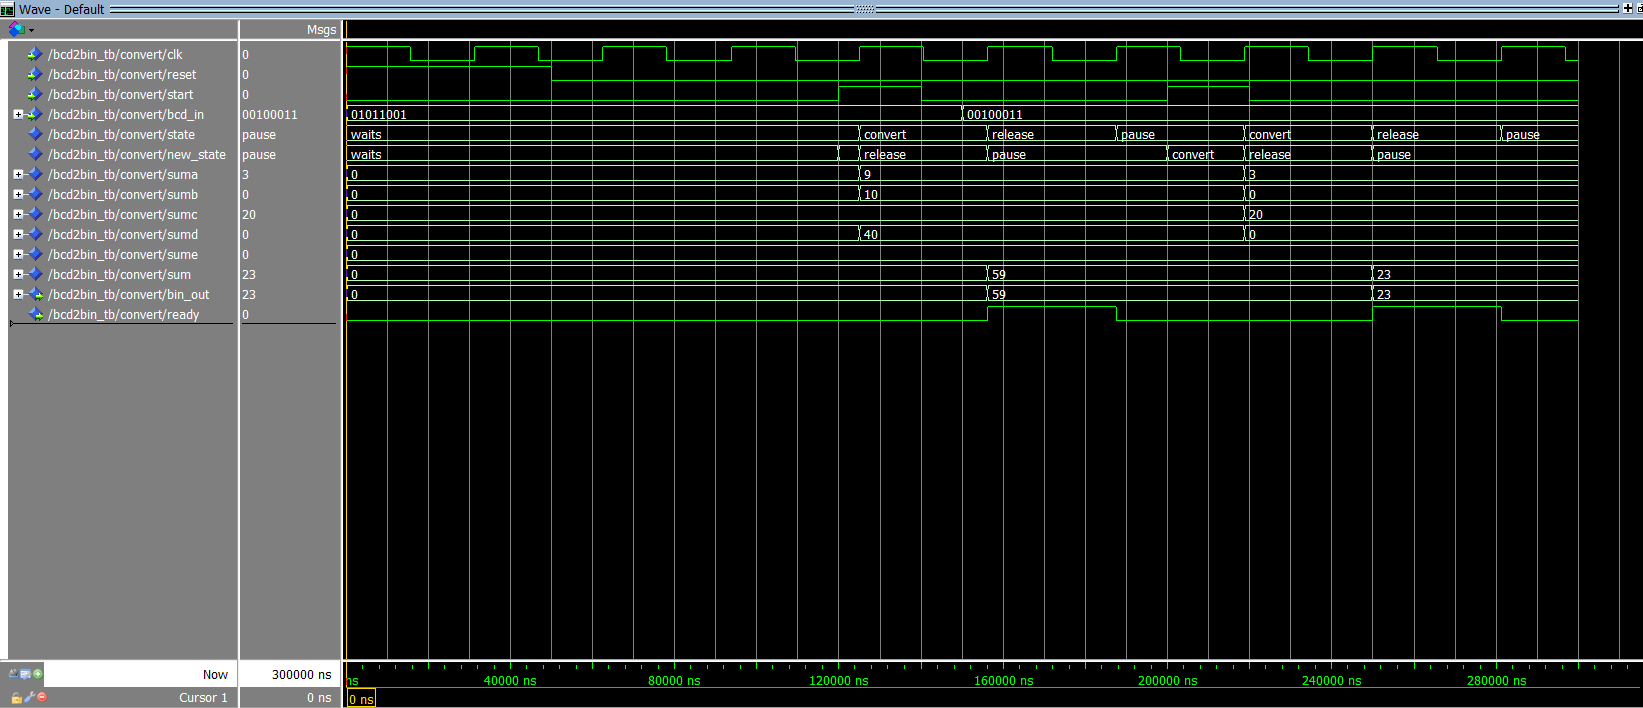 Wave - Default
Msgs
/bcd2bin_tb/convert/clk 0
/bcd2bin_tb/convert/reset 0
/bcd2bin_tb/convert/start 0
/bcd2bin_tb/convert/bcd_in 00100011 01011001 00100011
/bcd2bin_tb/convert/state pause waits convert release pause convert release pause
/bcd2bin_tb/convert/new_state pause waits release pause convert release pause
/bcd2bin_tb/convert/suma 3 0 9 3
/bcd2bin_tb/convert/sumb 0 0 10 0
/bcd2bin_tb/convert/sumc 20 0 20
/bcd2bin_tb/convert/sumd 0 0 40 0
/bcd2bin_tb/convert/sume 0 0
/bcd2bin_tb/convert/sum 23 0 59 23
/bcd2bin_tb/convert/bin_out 23 0 59 23
/bcd2bin_tb/convert/ready 0
Now 300000 ns ns 40000 ns 80000 ns 120000 ns 160000 ns 200000 ns 240000 ns 280000 ns
Cursor 1 0 ns 0 ns